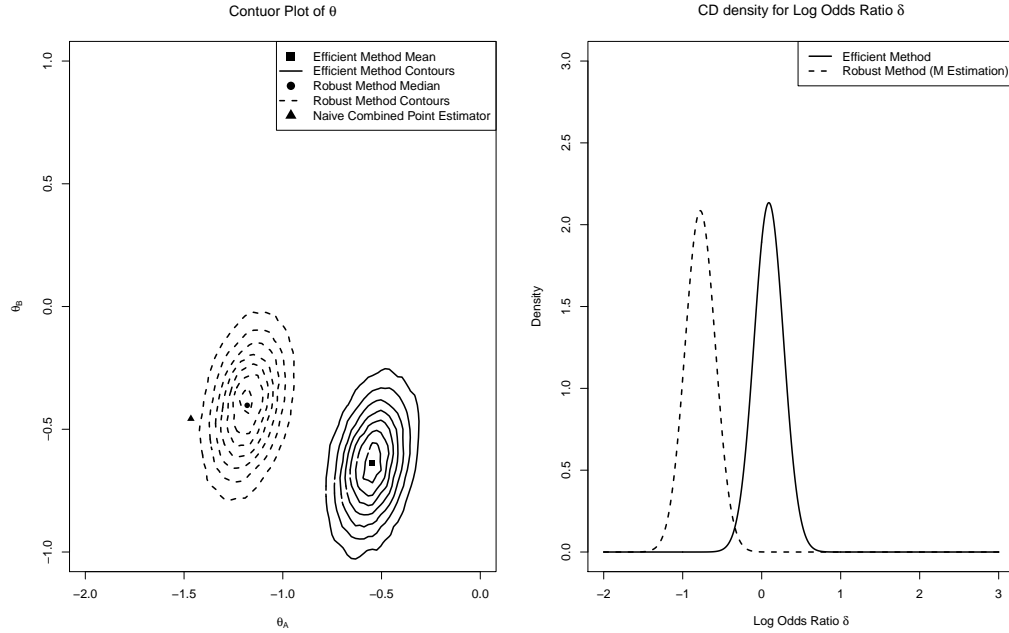 Contuor Plot of θ
Efficient Method Mean
Efficient Method Contours
Robust Method Median
Robust Method Contours
Naive Combined Point Estimator
1.0
0.5
0.0
−0.5
−1.0
θB
−2.0 −1.5 −1.0 −0.5 0.0
θA
CD density for Log Odds Ratio δ
Efficient Method
Robust Method (M Estimation)
3.0
2.5
2.0
1.5
1.0
0.5
0.0
Density
−2 −1 0 1 2 3
Log Odds Ratio δ